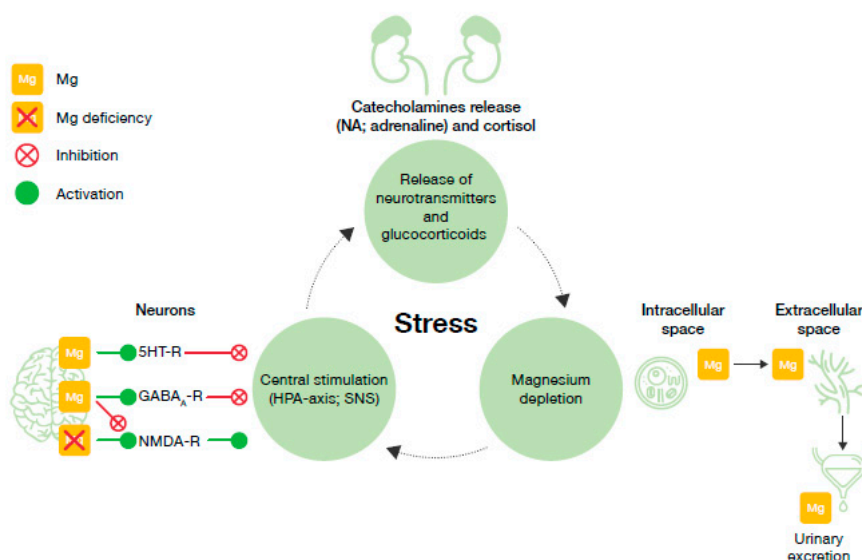 Mg
Mg
Mg deficiency
Inhibition
Activation
Catecholamines release
(NA; adrenaline) and cortisol
Release of
neurotransmitters
and
glucocorticoids
Stress
Neurons
Mg
5HT-R
Mg
GABA_A-R
NMDA-R
Central stimulation
(HPA-axis; SNS)
Magnesium
depletion
Intracellular
space
Extracellular
space
Mg
Mg
Mg
Urinary
excretion